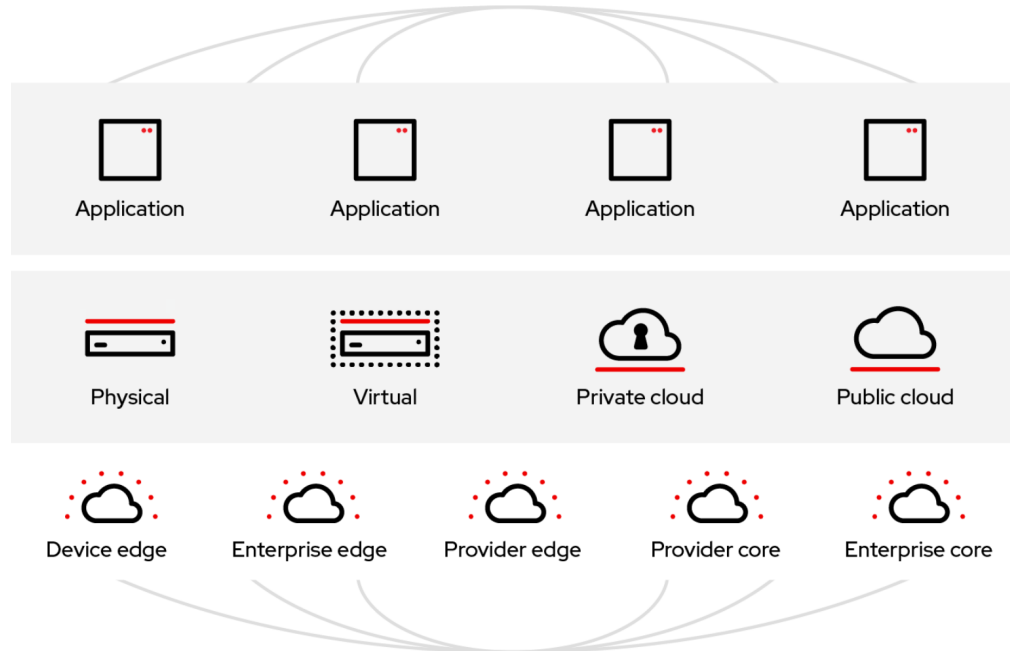 Application
Application
Application
Application
Physical
Virtual
Private cloud
Public cloud
Device edge
Enterprise edge
Provider edge
Provider core
Enterprise core